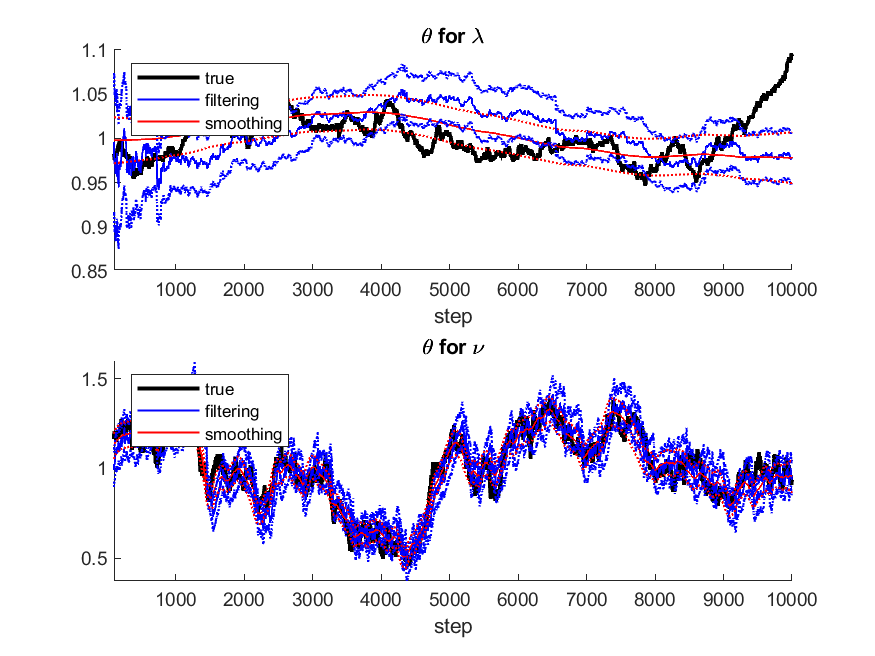 θ for λ
1.1
1.05
1
0.95
0.9
0.85
true
filtering
smoothing
1000 2000 3000 4000 5000 6000 7000 8000 9000 10000
step
θ for ν
1.5
1
0.5
true
filtering
smoothing
1000 2000 3000 4000 5000 6000 7000 8000 9000 10000
step